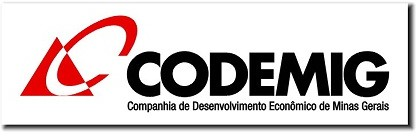 CODEMIG
Companhia de Desenvolvimento Econômico de Minas Gerais